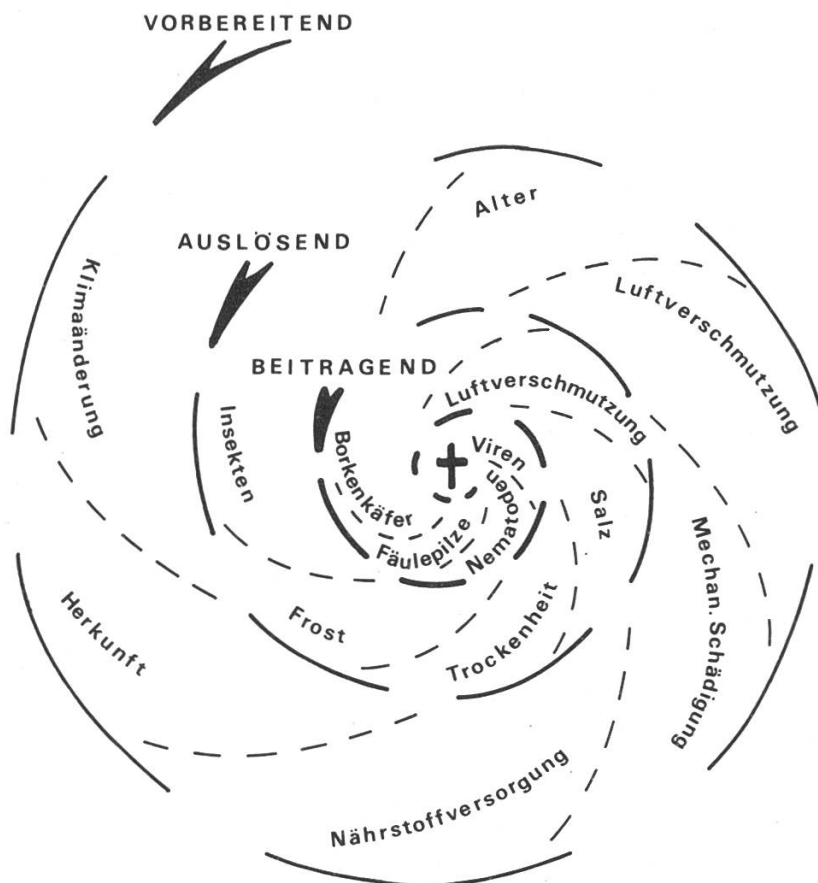 VORBEREITEND
Alter
Luftverschmutzung
Mechan. Schädigung
Nährstoffversorgung
Herkunft
Klimaänderung
AUSLÖSEND
Luftverschmutzung
Salz
Trockenheit
Frost
Insekten
BEITRAGEND
Viren
Nematoden
Fäulepilze
Borkenkäfer